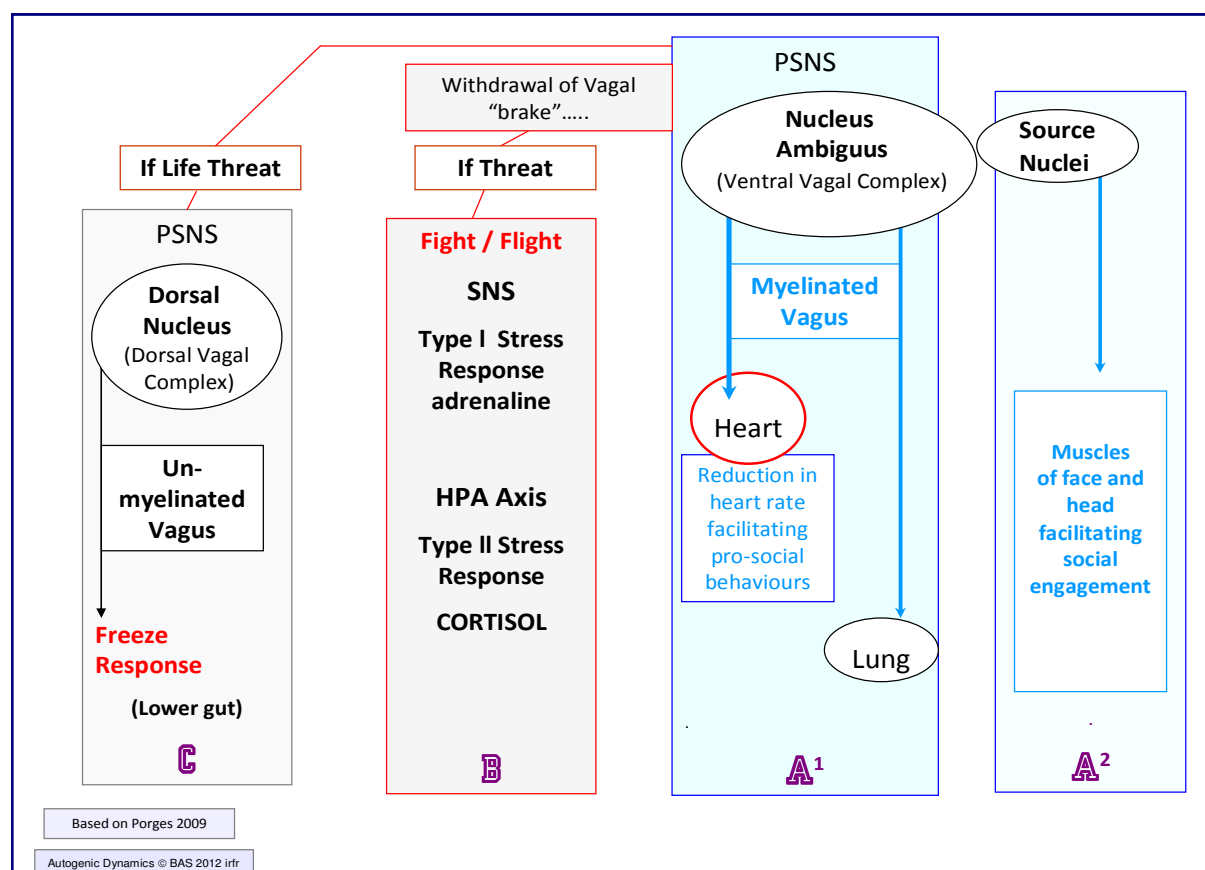 PSNS
Withdrawal of Vagal
“brake”…..
Nucleus
Ambiguus
(Ventral Vagal Complex)
Source
Nuclei
If Life Threat
If Threat
PSNS
Dorsal
Nucleus
(Dorsal Vagal
Complex)
Un-
myelinated
Vagus
Freeze
Response
(Lower gut)
C
Fight / Flight
SNS
Type I Stress
Response
adrenaline
HPA Axis
Type II Stress
Response
CORTISOL
B
Myelinated
Vagus
Heart
Reduction in
heart rate
facilitating
pro-social
behaviours
Lung
.
A¹
Muscles
of face and
head
facilitating
social
engagement
.
A²
Based on Porges 2009
Autogenic Dynamics © BAS 2012 irfr